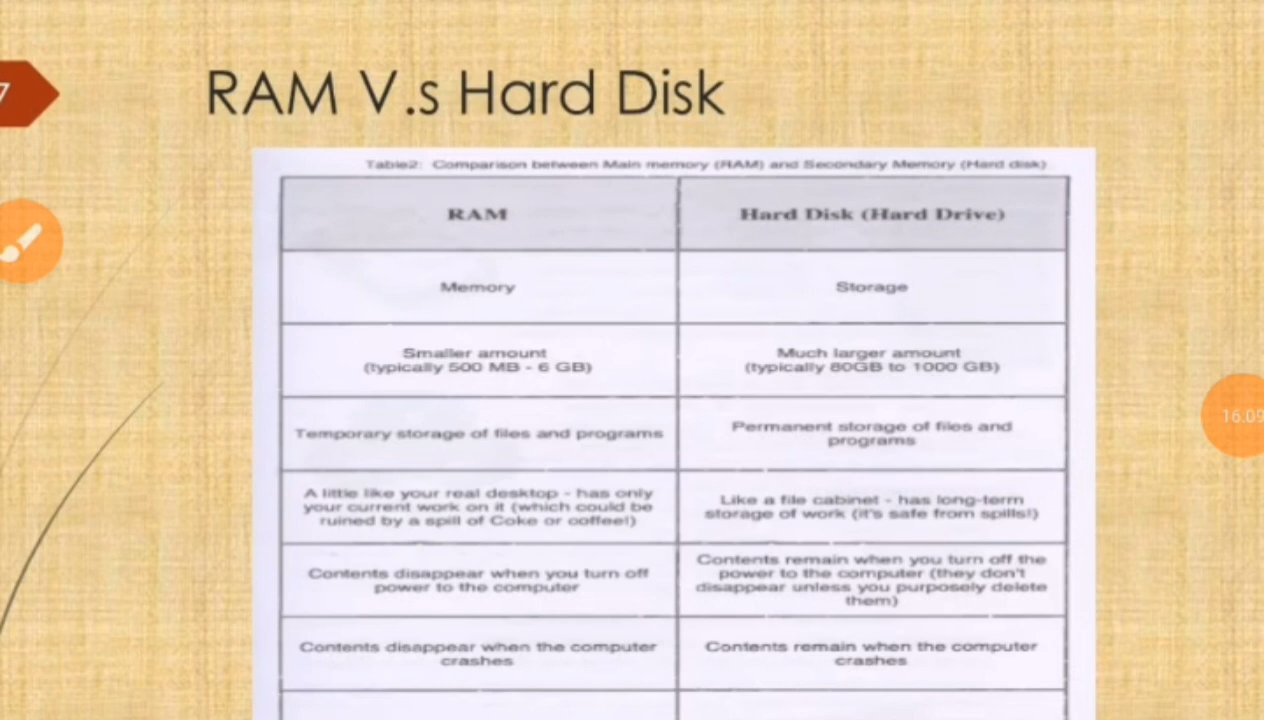 7
RAM V.s Hard Disk
Table2: Comparison between Main memory (RAM) and Secondary Memory (Hard disk)
RAM
Hard Disk (Hard Drive)
Memory
Storage
Smaller amount
(typically 500 MB - 6 GB)
Much larger amount
(typically 80GB to 1000 GB)
Temporary storage of files and programs
Permanent storage of files and
programs
A little like your real desktop - has only
your current work on it (which could be
ruined by a spill of Coke or coffee!)
Like a file cabinet - has long-term
storage of work (it's safe from spills!)
Contents disappear when you turn off
power to the computer
Contents remain when you turn off the
power to the computer (they don't
disappear unless you purposely delete
them)
Contents disappear when the computer
crashes
Contents remain when the computer
crashes
16.09